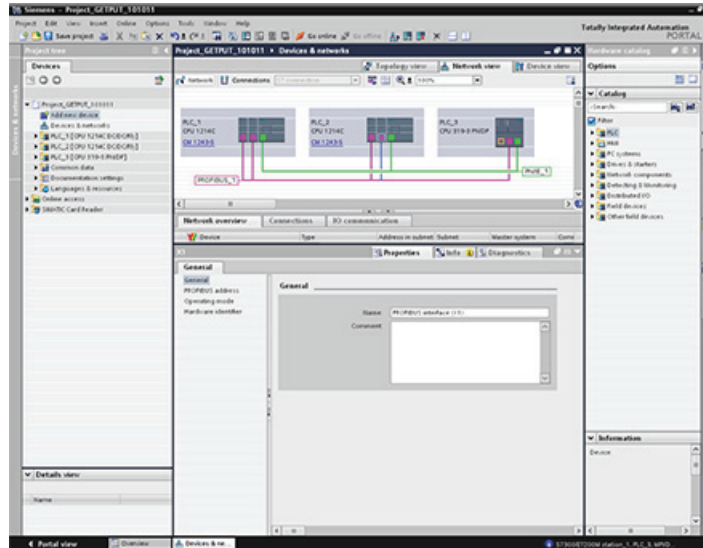 Siemens - Project_GETPUT_101011
Project Edit View Insert Online Options Tools Window Help
Totally Integrated Automation
PORTAL
Save project
Go online
Go offline
Project tree
Project_GETPUT_101011 ▸ Devices & networks
Hardware catalog
Devices
Topology view
Network view
Device view
Options
Network
Connections
100%
Catalog
Project_GETPUT_101011
Add new device
Devices & networks
PLC_1 [CPU 1214C DC/DC/Rly]
PLC_2 [CPU 1214C DC/DC/Rly]
PLC_3 [CPU 319-3 PN/DP]
Common data
Documentation settings
Languages & resources
Online access
SIMATIC Card Reader
PLC_1
CPU 1214C
CM 1243-5
PLC_2
CPU 1214C
CM 1243-5
PLC_3
CPU 319-3 PN/DP
PROFIBUS_1
PN/IE_1
<Search>
Filter
PLC
HMI
PC systems
Drives & starters
Network components
Detecting & Monitoring
Distributed I/O
Field devices
Other field devices
Network overview
Connections
IO communication
Device
Type
Address in subnet
Subnet
Master system
Properties
Info
Diagnostics
General
General
PROFIBUS address
Operating mode
Hardware identifier
General
Name
Comment
Details view
Name
Information
Device
Portal view
Overview
Devices & ne...
Devices & networks